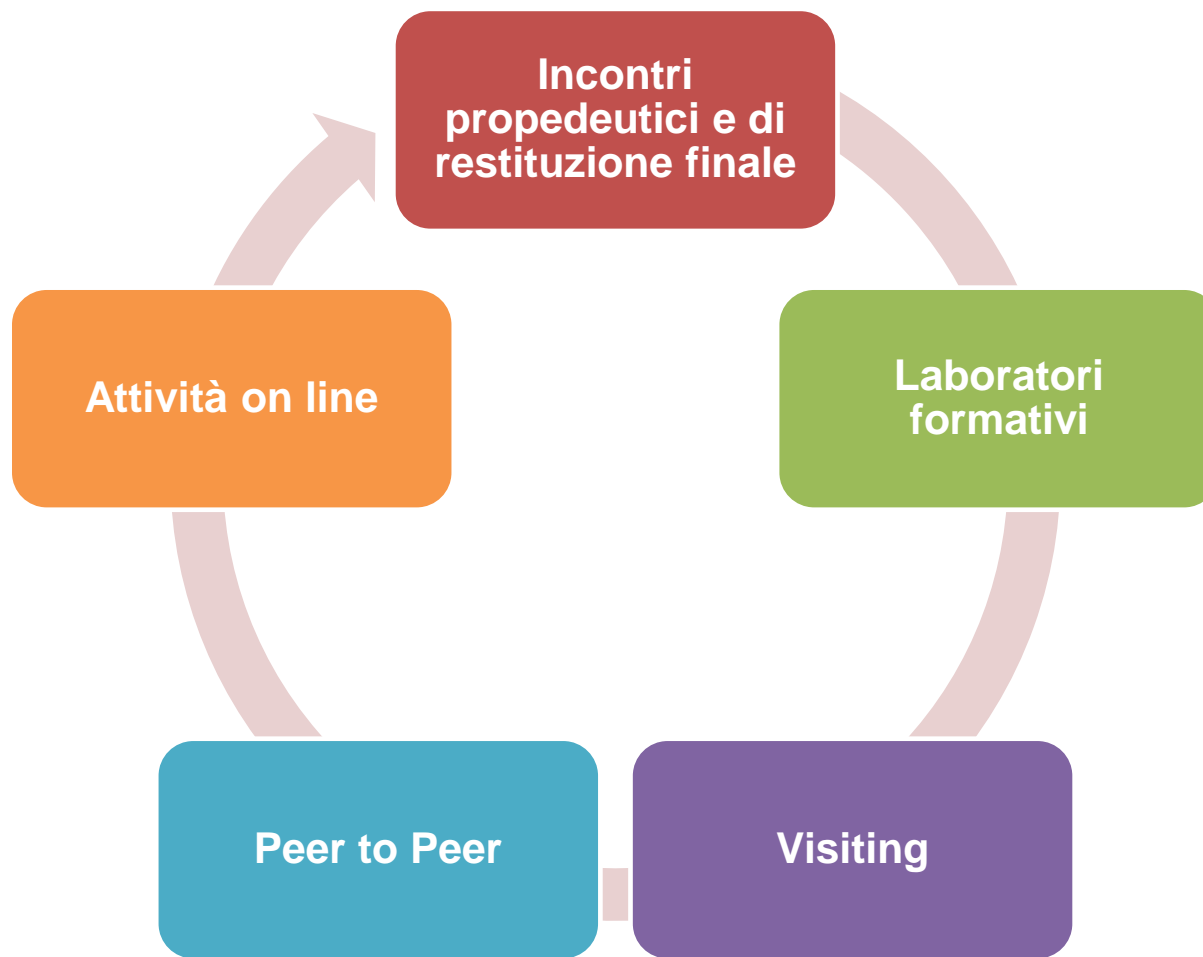 Incontri
propedeutici e di
restituzione finale
Laboratori
formativi
Visiting
Peer to Peer
Attività on line